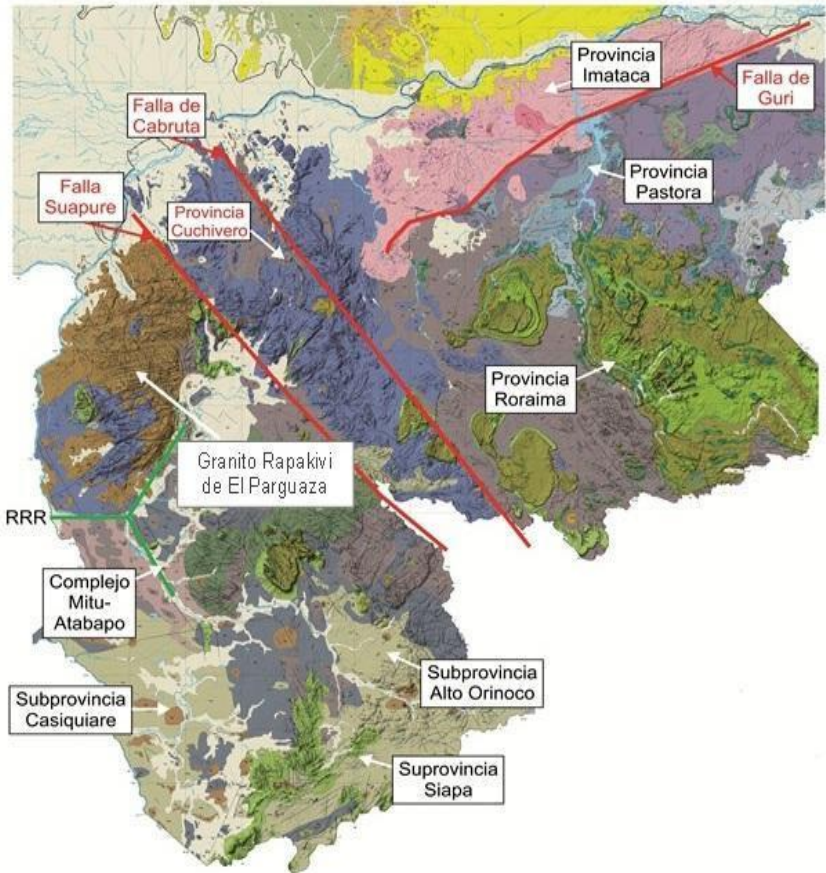 Provincia
Imataca
Falla de
Guri
Falla de
Cabruta
Provincia
Pastora
Falla
Suapure
Provincia
Cuchivero
Provincia
Roraima
Granito Rapakivi
de El Parguaza
RRR
Complejo
Mitu-
Atabapo
Subprovincia
Alto Orinoco
Subprovincia
Casiquiare
Suprovincia
Siapa